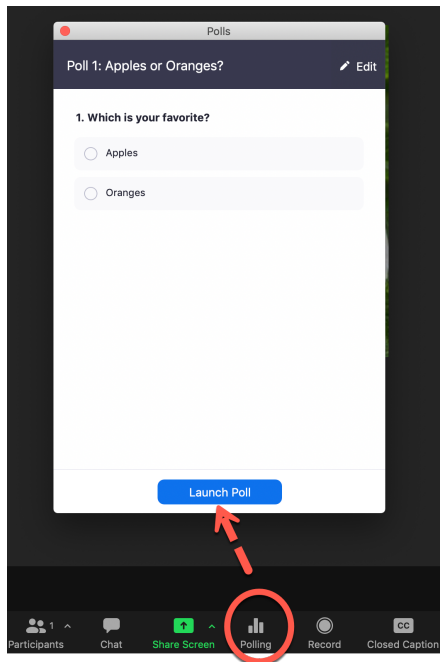 Polls
Poll 1: Apples or Oranges?
Edit
1. Which is your favorite?
Apples
Oranges
Launch Poll
1
CC
Participants
Chat
Share Screen
Polling
Record
Closed Caption